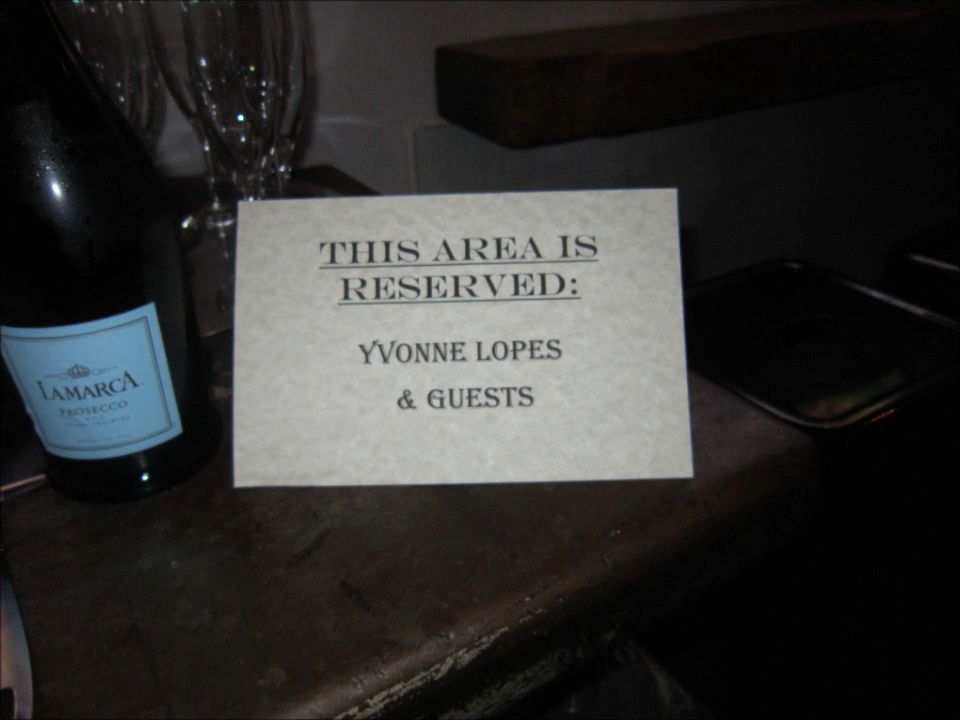 THIS AREA IS
RESERVED:
YVONNE LOPES
& GUESTS
LAMARCA
PROSECCO